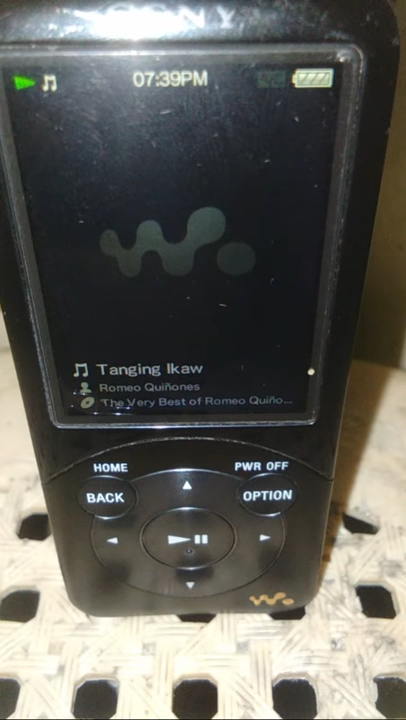 SONY
07:39PM
Tanging Ikaw
Romeo Quiñones
The Very Best of Romeo Quiño...
HOME
PWR OFF
BACK
OPTION